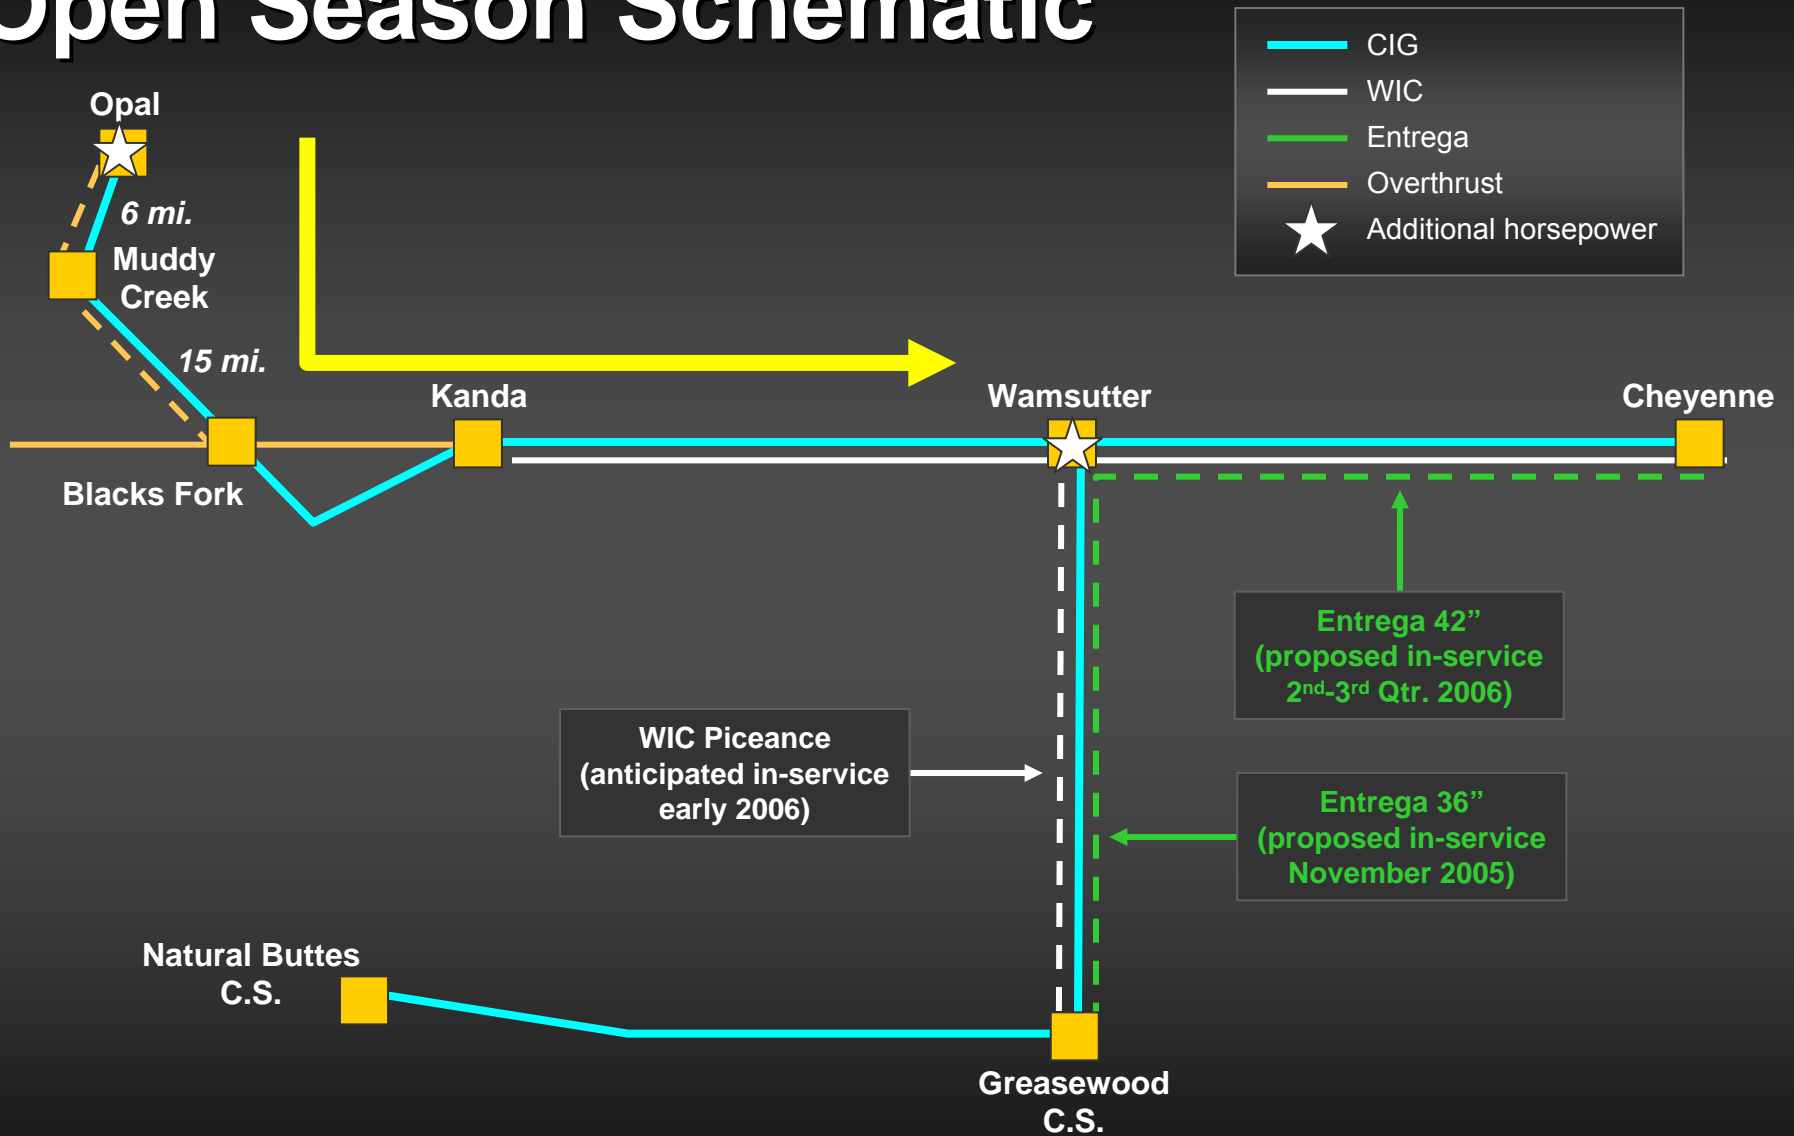 Open Season Schematic
CIG
WIC
Entrega
Overthrust
Additional horsepower
Opal
6 mi.
Muddy
Creek
15 mi.
Kanda
Wamsutter
Cheyenne
Blacks Fork
Entrega 42”
(proposed in-service
2nd-3rd Qtr. 2006)
WIC Piceance
(anticipated in-service
early 2006)
Entrega 36”
(proposed in-service
November 2005)
Natural Buttes
C.S.
Greasewood
C.S.